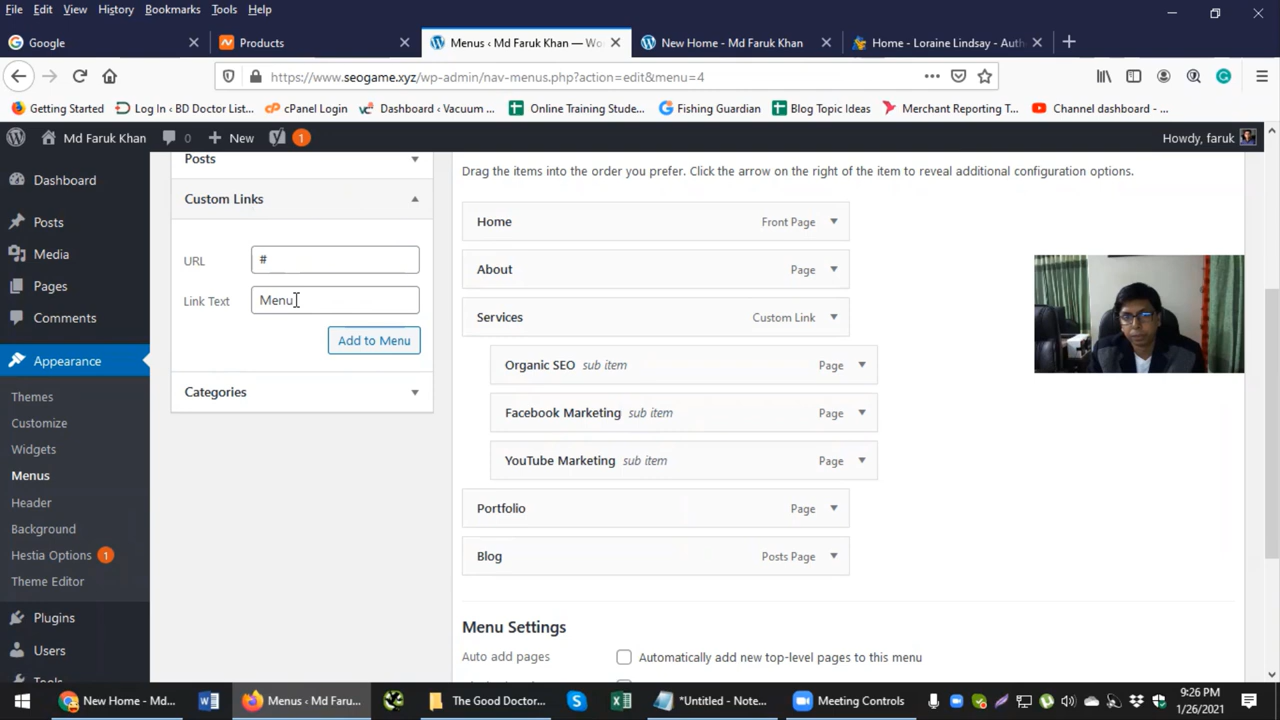 File Edit View History Bookmarks Tools Help
Google
Products
Menus ‹ Md Faruk Khan — Wo
New Home - Md Faruk Khan
Home - Loraine Lindsay - Auth
https://www.seogame.xyz/wp-admin/nav-menus.php?action=edit&menu=4
Getting Started
Log In ‹ BD Doctor List...
cPanel Login
Dashboard ‹ Vacuum ...
Online Training Stude...
Fishing Guardian
Blog Topic Ideas
Merchant Reporting T...
Channel dashboard - ...
Md Faruk Khan 0 New 1 Howdy, faruk
Dashboard
Posts
Media
Pages
Comments
Appearance
Themes
Customize
Widgets
Menus
Header
Background
Hestia Options 1
Theme Editor
Plugins
Users
Tools
Posts
Custom Links
URL #
Link Text Menu
Add to Menu
Categories
Drag the items into the order you prefer. Click the arrow on the right of the item to reveal additional configuration options.
Home Front Page
About Page
Services Custom Link
Organic SEO sub item Page
Facebook Marketing sub item Page
YouTube Marketing sub item Page
Portfolio Page
Blog Posts Page
Menu Settings
Auto add pages Automatically add new top-level pages to this menu
New Home - Md...
Menus ‹ Md Faru...
The Good Doctor...
*Untitled - Note...
Meeting Controls
9:26 PM
1/26/2021